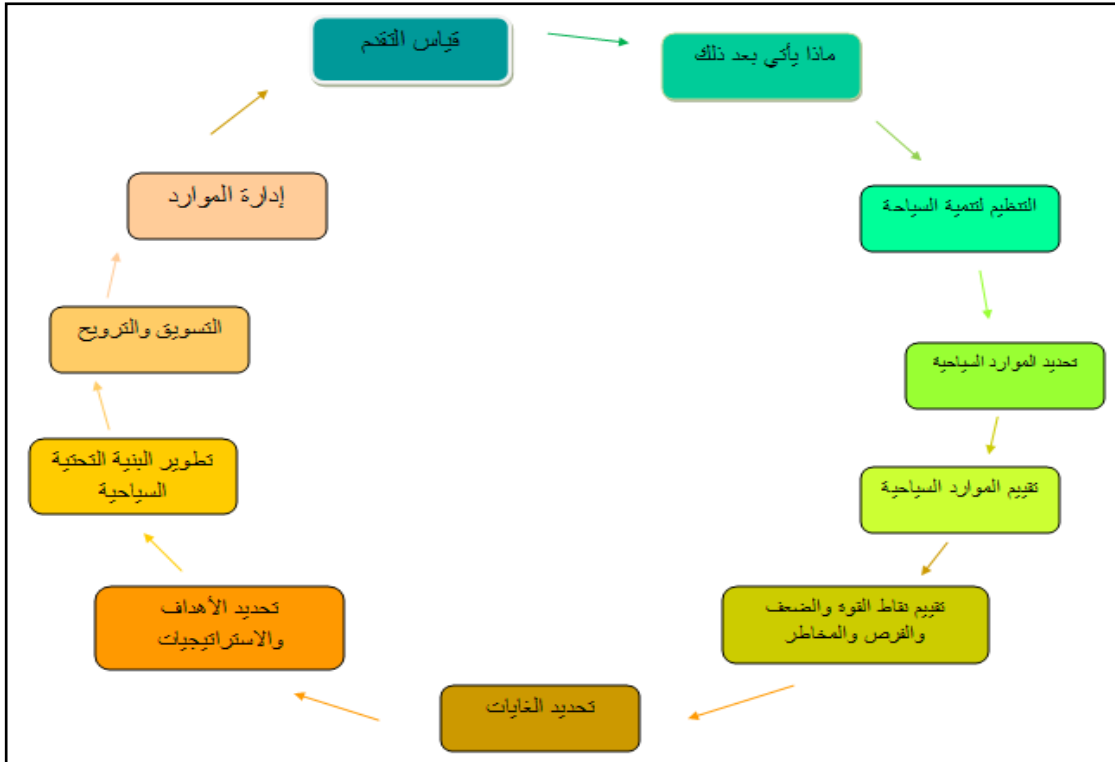 قياس التقدم
ماذا يأتي بعد ذلك
التنظيم لتنمية السياحة
تحديد الموارد السياحية
تقييم الموارد السياحية
تقييم نقاط القوة والضعف
والفرص والمخاطر
تحديد الغايات
تحديد الأهداف
والاستراتيجيات
تطوير البنية التحتية
السياحية
التسويق والترويج
إدارة الموارد